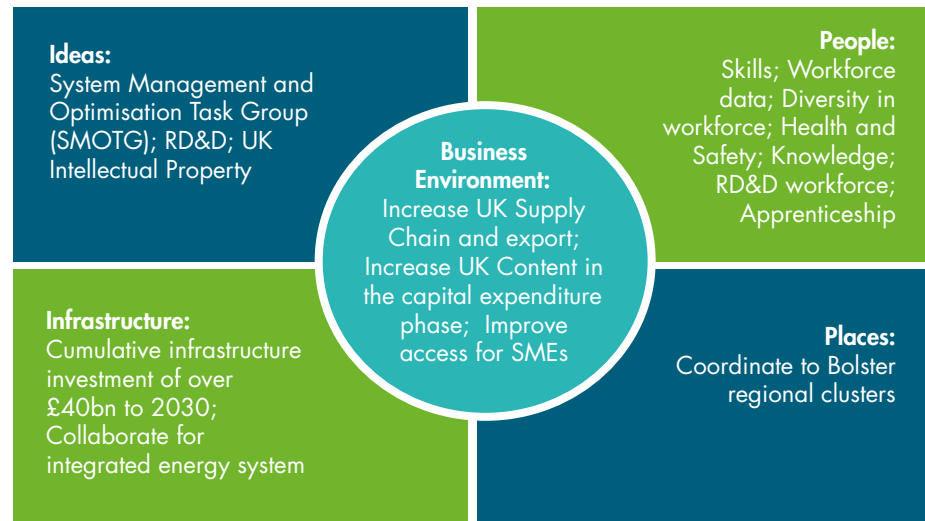 Ideas:
System Management and
Optimisation Task Group
(SMOTG); RD&D; UK
Intellectual Property
People:
Skills; Workforce
data; Diversity in
workforce; Health and
Safety; Knowledge;
RD&D workforce;
Apprenticeship
Business
Environment:
Increase UK Supply
Chain and export;
Increase UK Content in
the capital expenditure
phase; Improve
access for SMEs
Infrastructure:
Cumulative infrastructure
investment of over
£40bn to 2030;
Collaborate for
integrated energy system
Places:
Coordinate to Bolster
regional clusters